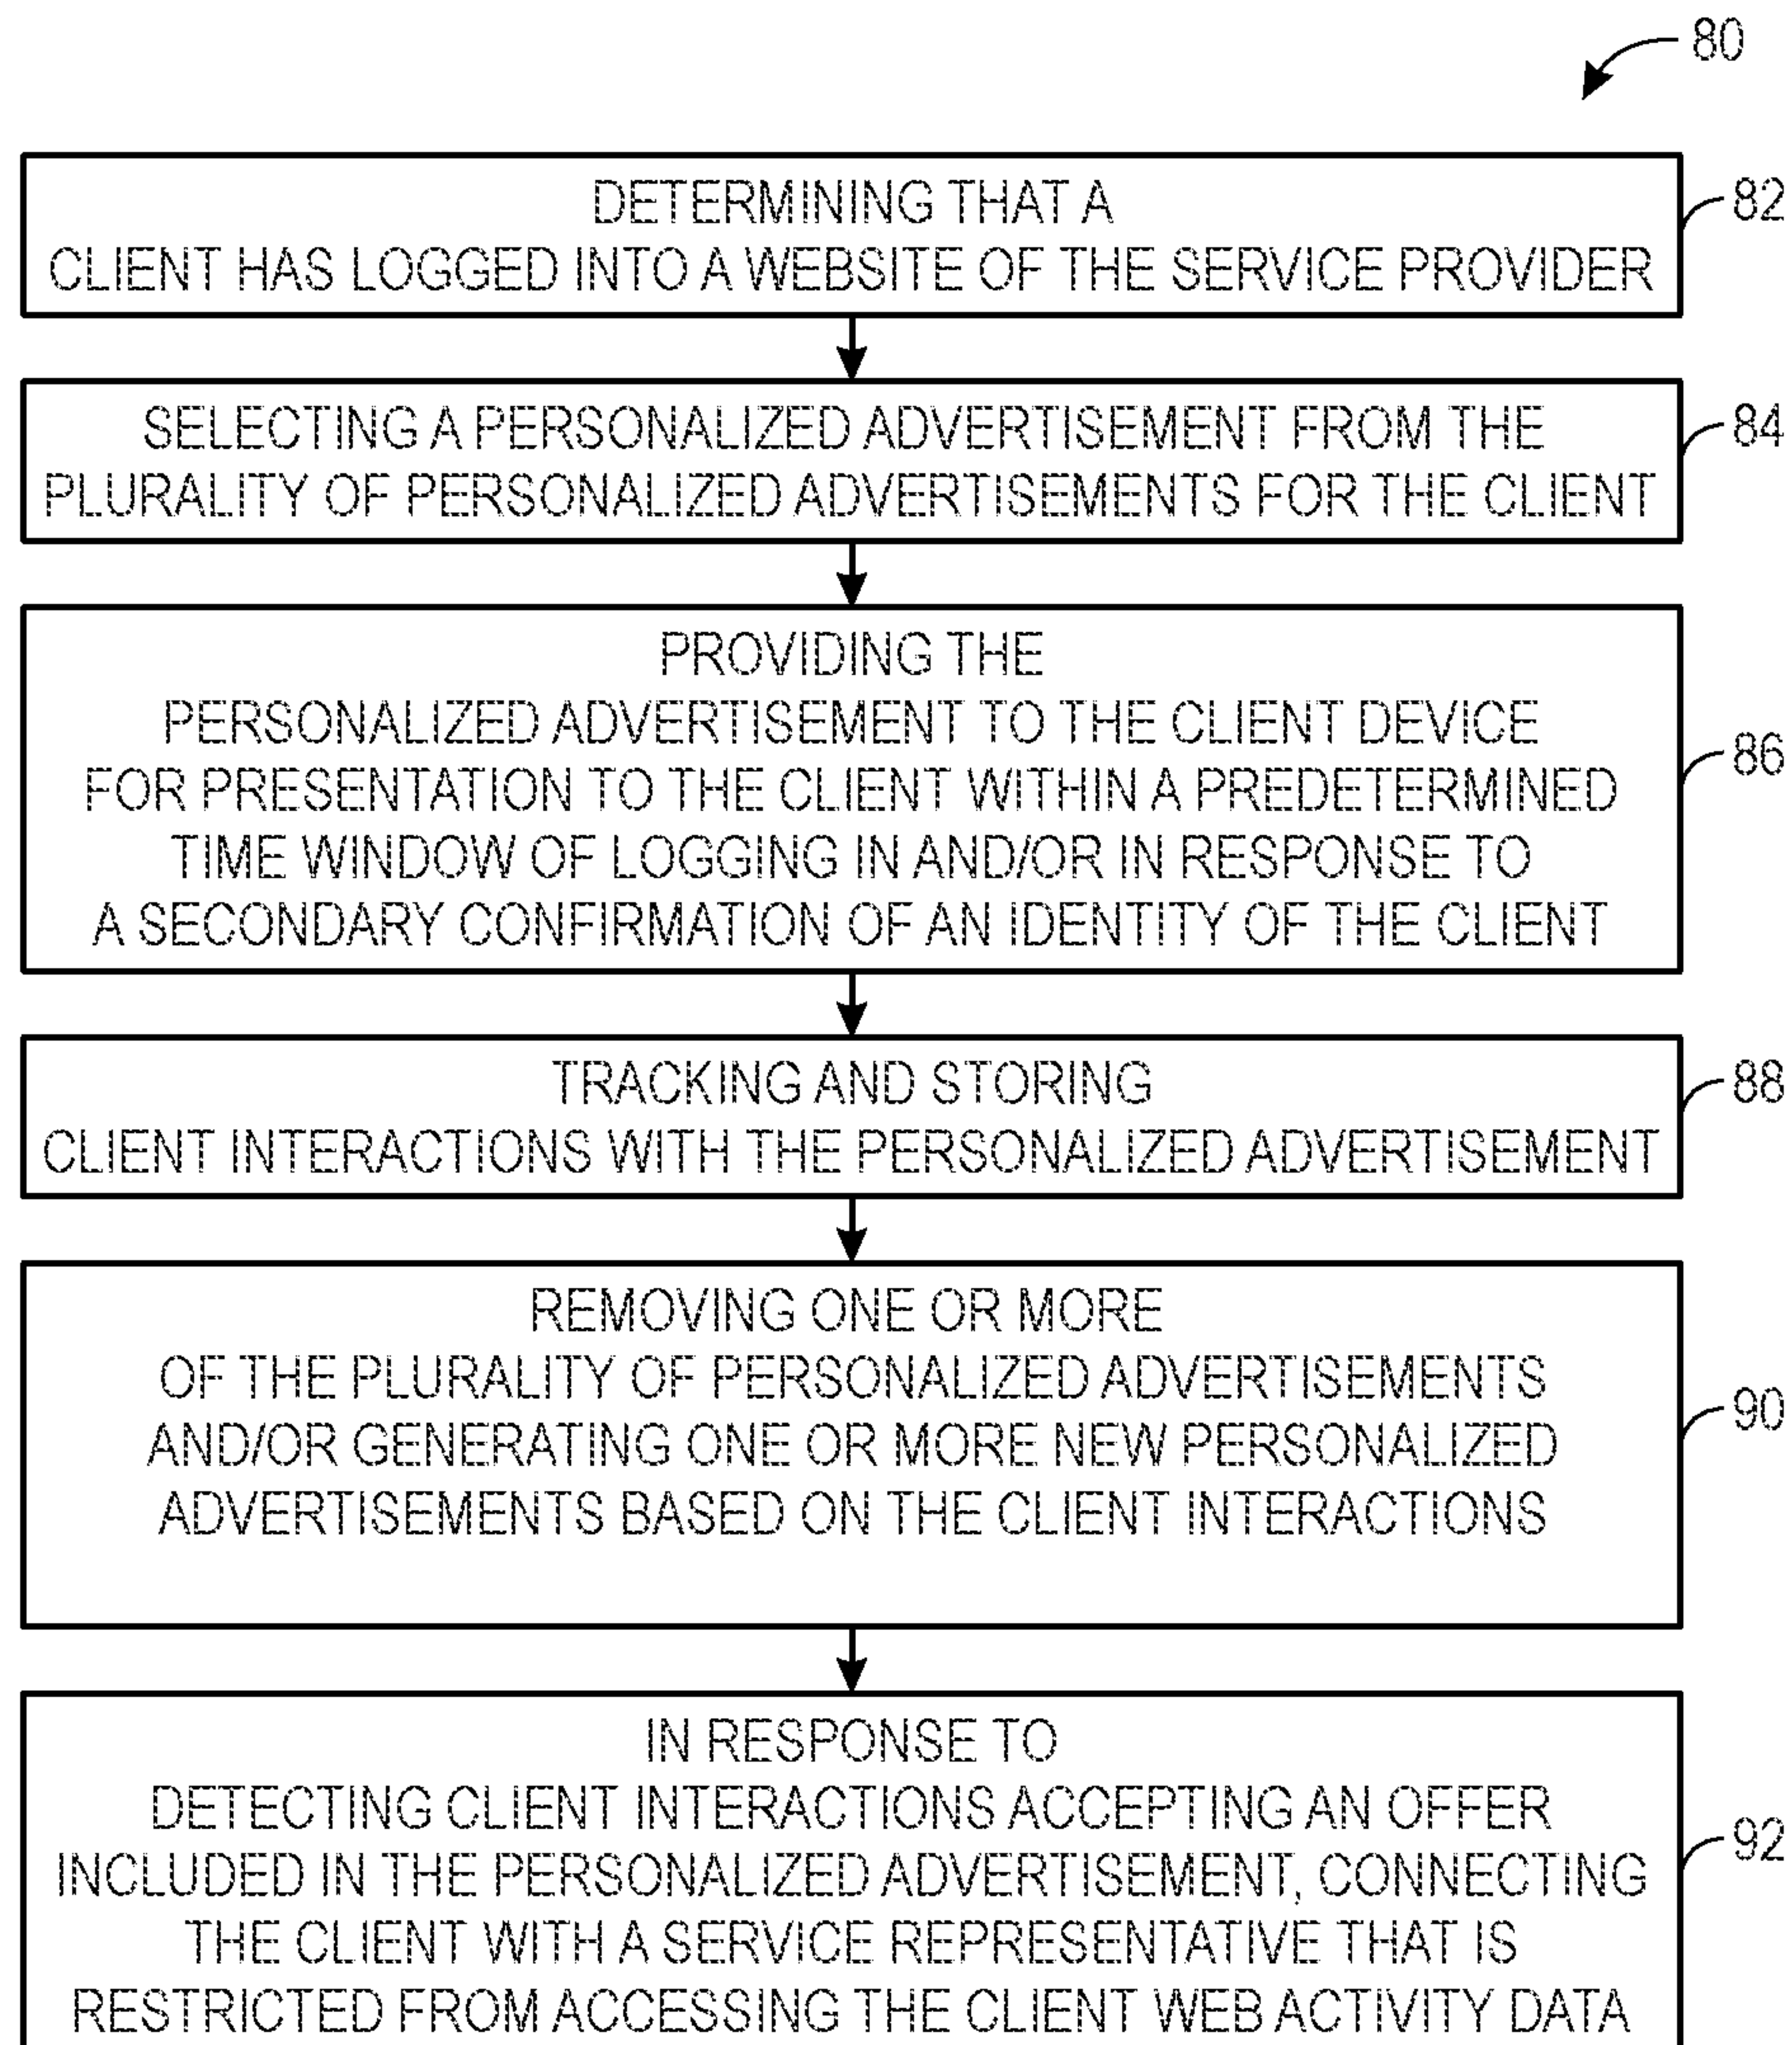 80
DETERMINING THAT A
CLIENT HAS LOGGED INTO A WEBSITE OF THE SERVICE PROVIDER
82
SELECTING A PERSONALIZED ADVERTISEMENT FROM THE
PLURALITY OF PERSONALIZED ADVERTISEMENTS FOR THE CLIENT
84
PROVIDING THE
PERSONALIZED ADVERTISEMENT TO THE CLIENT DEVICE
FOR PRESENTATION TO THE CLIENT WITHIN A PREDETERMINED
TIME WINDOW OF LOGGING IN AND/OR IN RESPONSE TO
A SECONDARY CONFIRMATION OF AN IDENTITY OF THE CLIENT
86
TRACKING AND STORING
CLIENT INTERACTIONS WITH THE PERSONALIZED ADVERTISEMENT
88
REMOVING ONE OR MORE
OF THE PLURALITY OF PERSONALIZED ADVERTISEMENTS
AND/OR GENERATING ONE OR MORE NEW PERSONALIZED
ADVERTISEMENTS BASED ON THE CLIENT INTERACTIONS
90
IN RESPONSE TO
DETECTING CLIENT INTERACTIONS ACCEPTING AN OFFER
INCLUDED IN THE PERSONALIZED ADVERTISEMENT, CONNECTING
THE CLIENT WITH A SERVICE REPRESENTATIVE THAT IS
RESTRICTED FROM ACCESSING THE CLIENT WEB ACTIVITY DATA
92